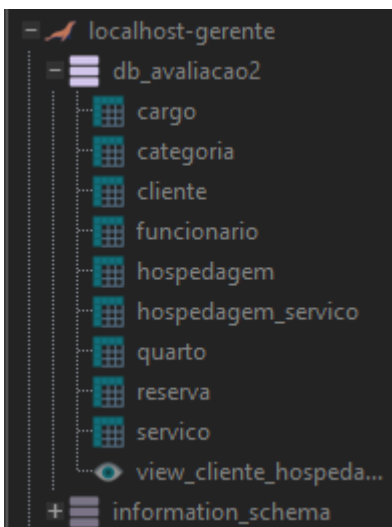 localhost-gerente
db_avaliacao2
cargo
categoria
cliente
funcionario
hospedagem
hospedagem_servico
quarto
reserva
servico
view_cliente_hospeda...
information_schema